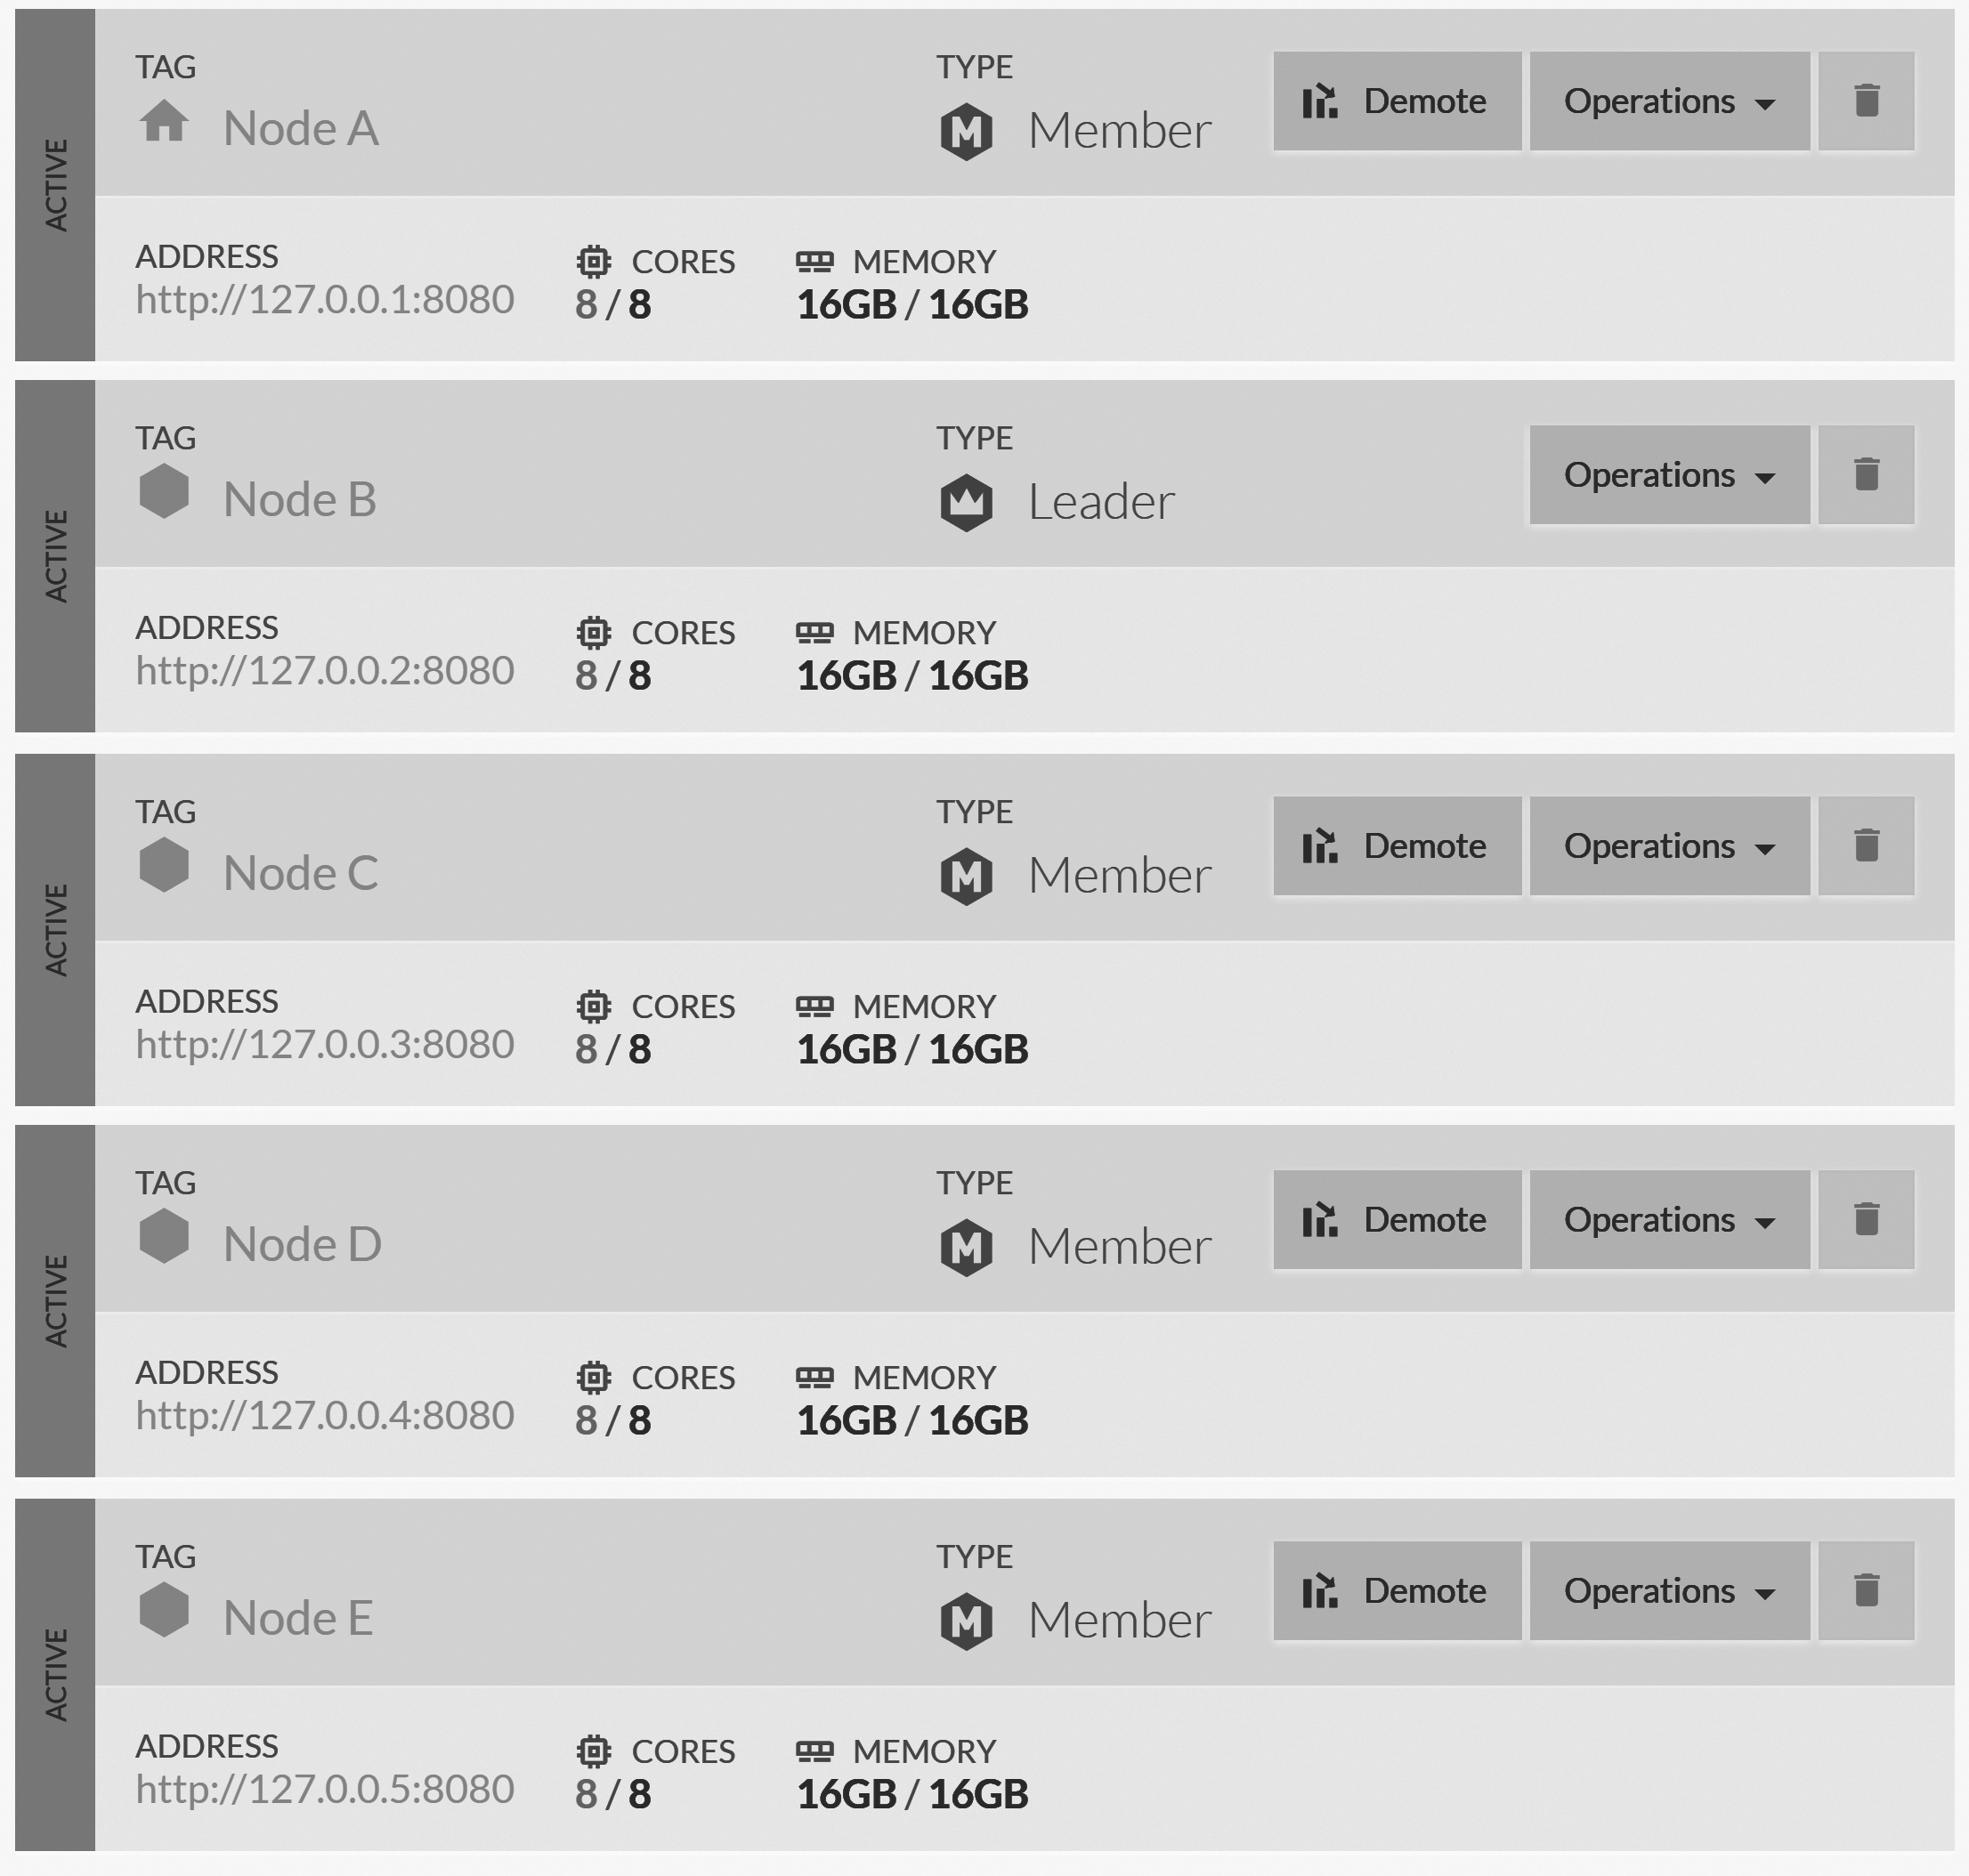 ACTIVE
TAG
Node A
TYPE
Member
Demote
Operations
ADDRESS
http://127.0.0.1:8080
CORES
8 / 8
MEMORY
16GB / 16GB
ACTIVE
TAG
Node B
TYPE
Leader
Operations
ADDRESS
http://127.0.0.2:8080
CORES
8 / 8
MEMORY
16GB / 16GB
ACTIVE
TAG
Node C
TYPE
Member
Demote
Operations
ADDRESS
http://127.0.0.3:8080
CORES
8 / 8
MEMORY
16GB / 16GB
ACTIVE
TAG
Node D
TYPE
Member
Demote
Operations
ADDRESS
http://127.0.0.4:8080
CORES
8 / 8
MEMORY
16GB / 16GB
ACTIVE
TAG
Node E
TYPE
Member
Demote
Operations
ADDRESS
http://127.0.0.5:8080
CORES
8 / 8
MEMORY
16GB / 16GB